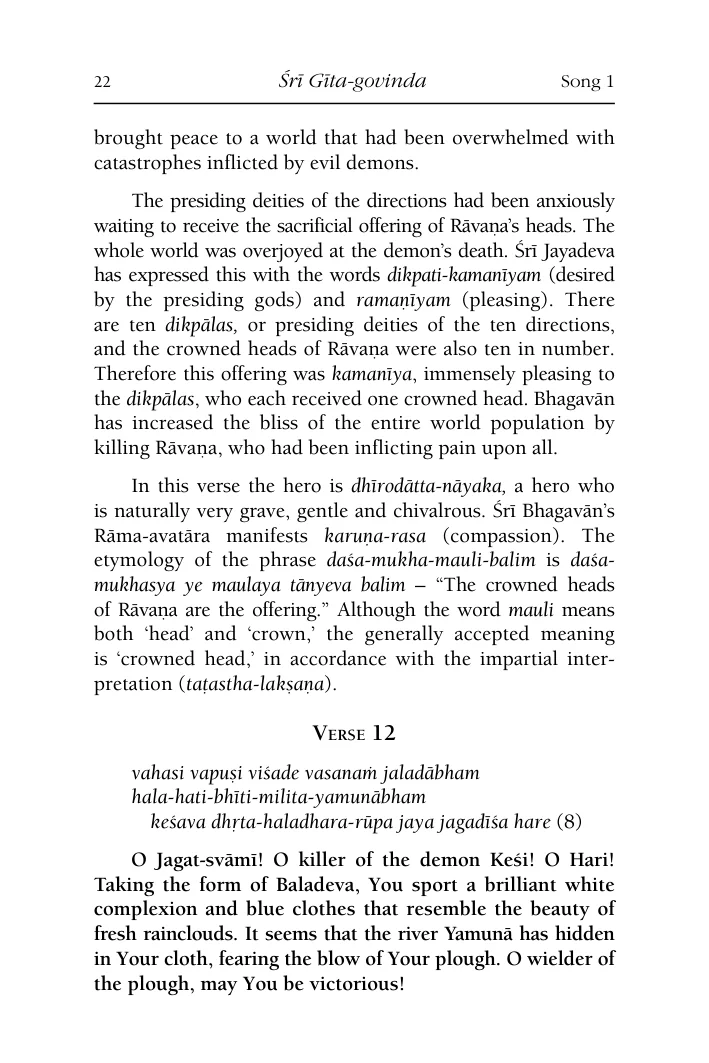 22 Śrī Gīta-govinda Song 1
brought peace to a world that had been overwhelmed with
catastrophes inflicted by evil demons.
The presiding deities of the directions had been anxiously
waiting to receive the sacrificial offering of Rāvaṇa’s heads. The
whole world was overjoyed at the demon’s death. Śrī Jayadeva
has expressed this with the words dikpati-kamanīyam (desired
by the presiding gods) and ramaṇīyam (pleasing). There
are ten dikpālas, or presiding deities of the ten directions,
and the crowned heads of Rāvaṇa were also ten in number.
Therefore this offering was kamanīya, immensely pleasing to
the dikpālas, who each received one crowned head. Bhagavān
has increased the bliss of the entire world population by
killing Rāvaṇa, who had been inflicting pain upon all.
In this verse the hero is dhīrodātta-nāyaka, a hero who
is naturally very grave, gentle and chivalrous. Śrī Bhagavān’s
Rāma-avatāra manifests karuṇa-rasa (compassion). The
etymology of the phrase daśa-mukha-mauli-balim is daśa-
mukhasya ye maulaya tānyeva balim – “The crowned heads
of Rāvaṇa are the offering.” Although the word mauli means
both ‘head’ and ‘crown,’ the generally accepted meaning
is ‘crowned head,’ in accordance with the impartial inter-
pretation (taṭastha-lakṣaṇa).
VERSE 12
vahasi vapuṣi viśade vasanaṁ jaladābham
hala-hati-bhīti-milita-yamunābham
keśava dhṛta-haladhara-rūpa jaya jagadīśa hare (8)
O Jagat-svāmī! O killer of the demon Keśi! O Hari!
Taking the form of Baladeva, You sport a brilliant white
complexion and blue clothes that resemble the beauty of
fresh rainclouds. It seems that the river Yamunā has hidden
in Your cloth, fearing the blow of Your plough. O wielder of
the plough, may You be victorious!